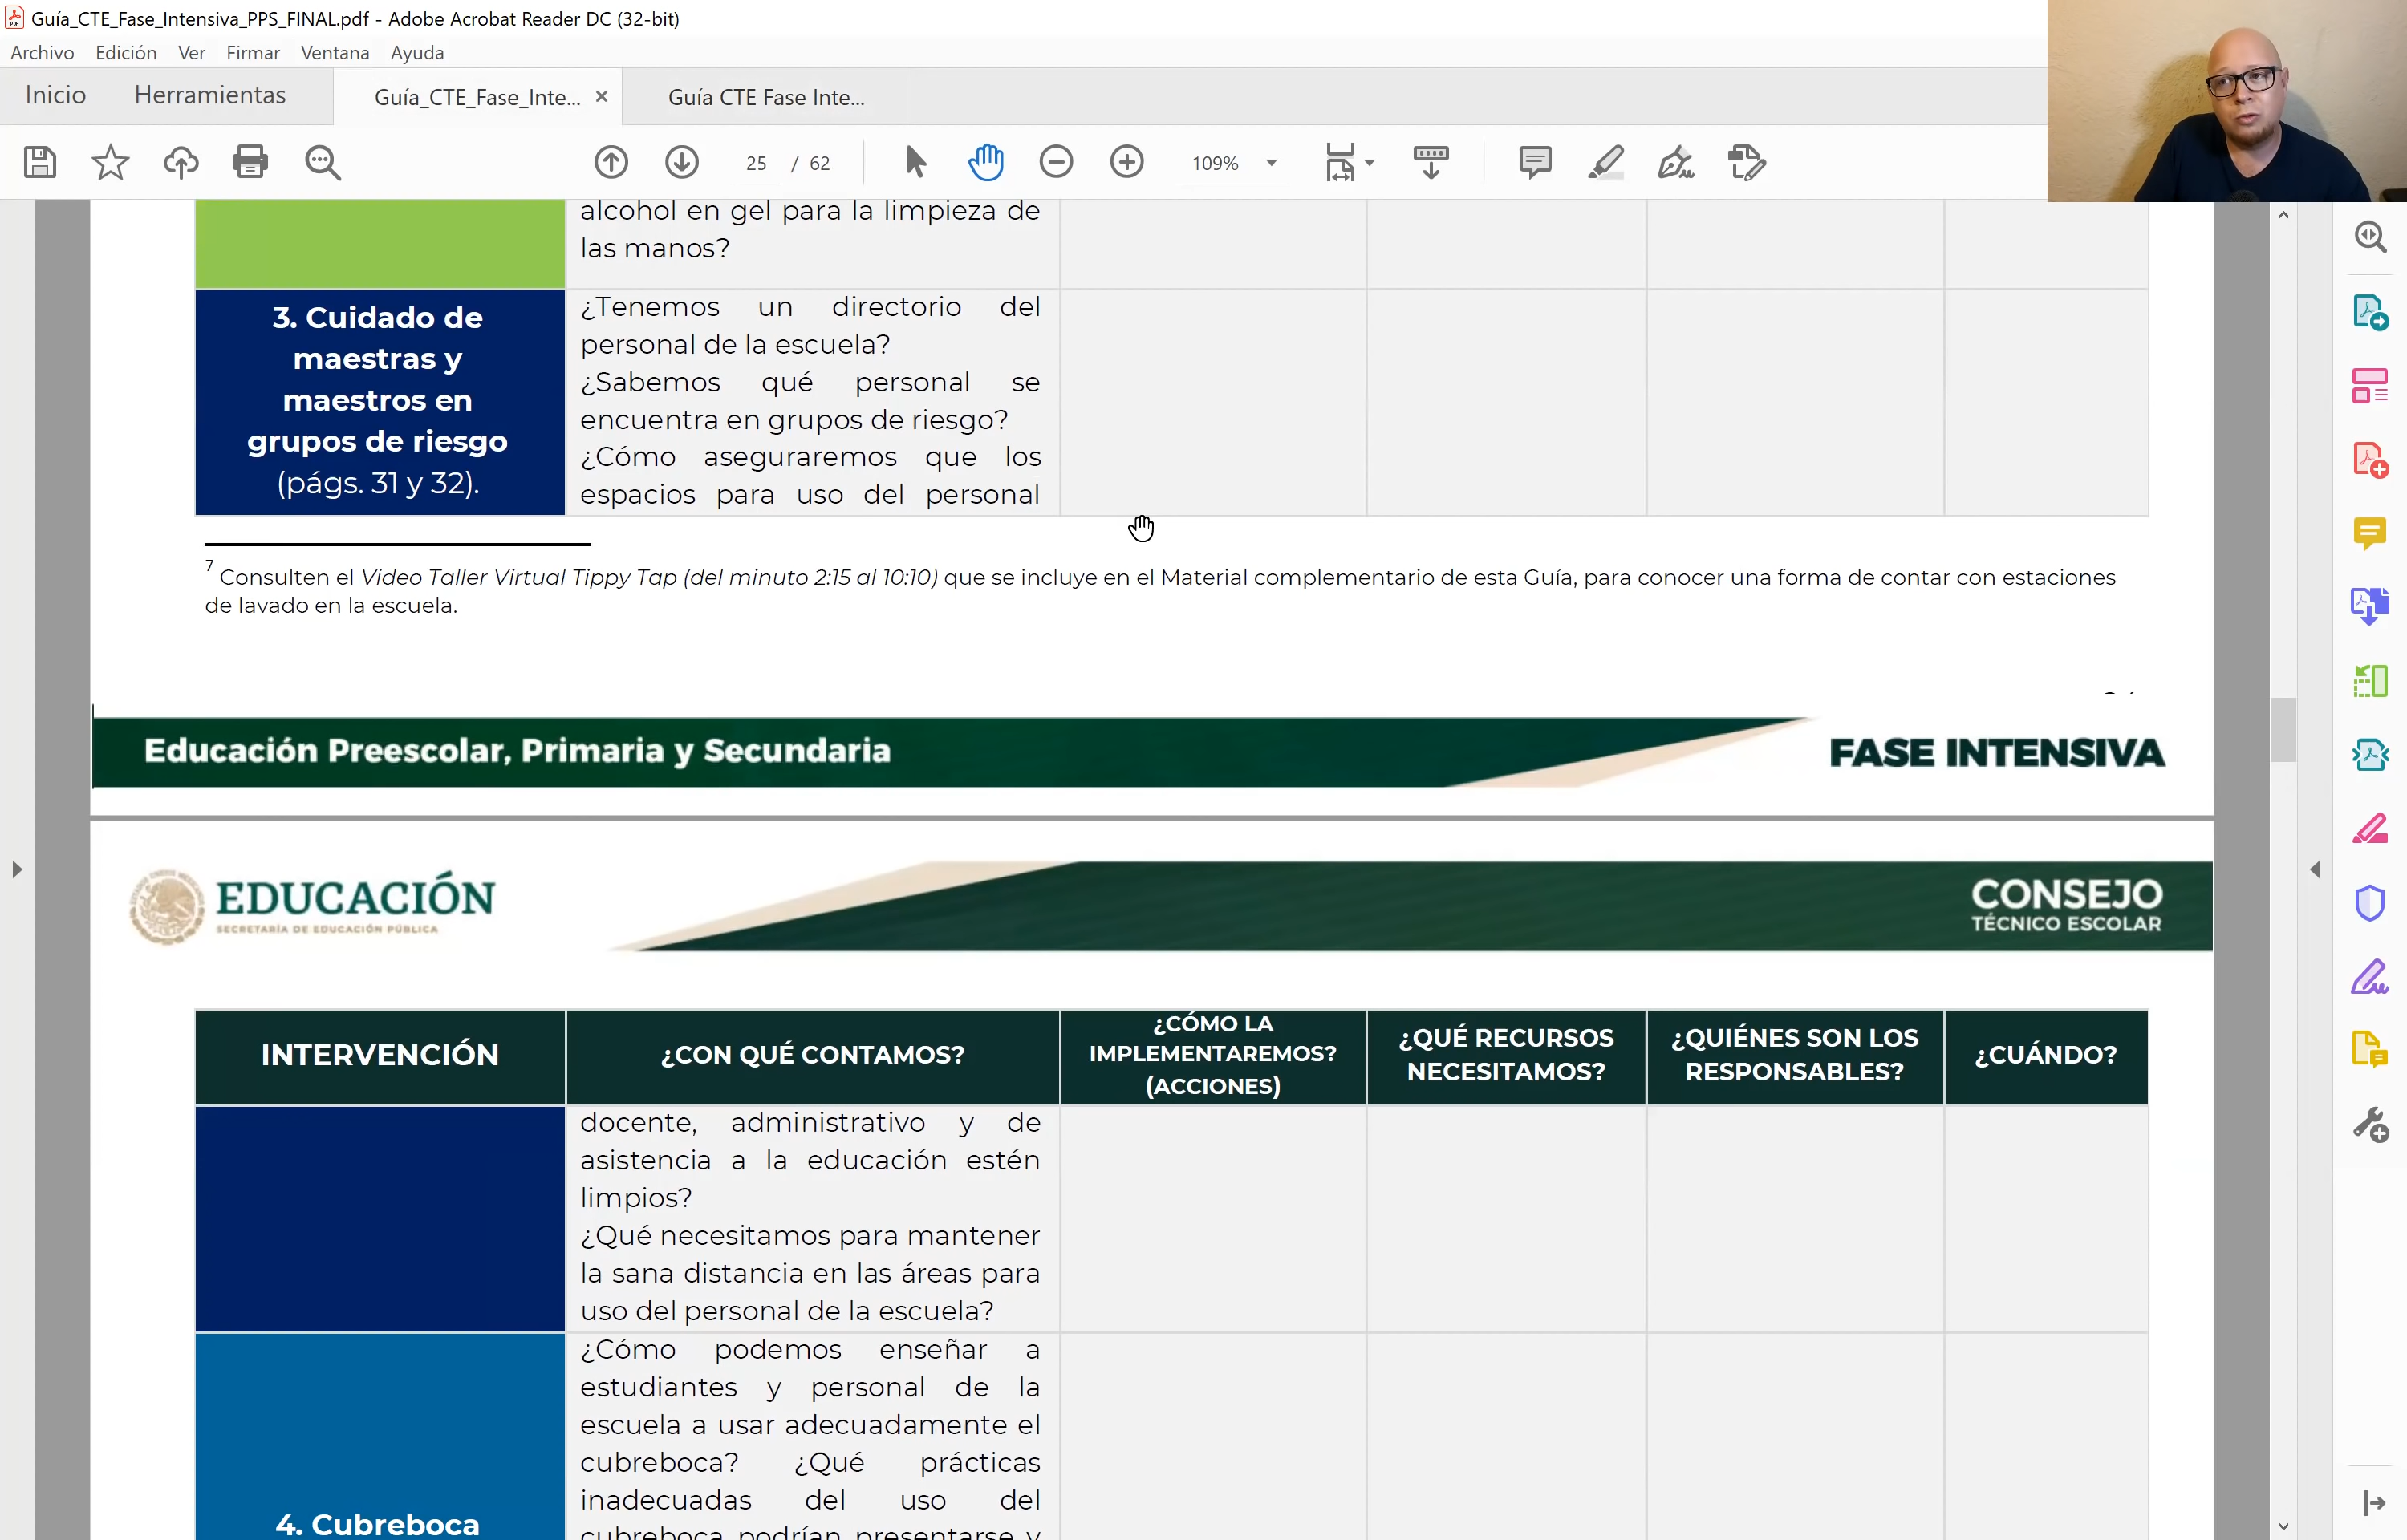 Guía_CTE_Fase_Intensiva_PPS_FINAL.pdf - Adobe Acrobat Reader DC (32-bit)
Archivo Edición Ver Firmar Ventana Ayuda
Inicio Herramientas Guía_CTE_Fase_Inte... × Guía CTE Fase Inte...
25 / 62 109%
alcohol en gel para la limpieza de
las manos?
3. Cuidado de
maestras y
maestros en
grupos de riesgo
(págs. 31 y 32).
¿Tenemos un directorio del
personal de la escuela?
¿Sabemos qué personal se
encuentra en grupos de riesgo?
¿Cómo aseguraremos que los
espacios para uso del personal
7 Consulten el Video Taller Virtual Tippy Tap (del minuto 2:15 al 10:10) que se incluye en el Material complementario de esta Guía, para conocer una forma de contar con estaciones
de lavado en la escuela.
Educación Preescolar, Primaria y Secundaria
FASE INTENSIVA
EDUCACIÓN
SECRETARÍA DE EDUCACIÓN PÚBLICA
CONSEJO
TÉCNICO ESCOLAR
INTERVENCIÓN
¿CON QUÉ CONTAMOS?
¿CÓMO LA
IMPLEMENTAREMOS?
(ACCIONES)
¿QUÉ RECURSOS
NECESITAMOS?
¿QUIÉNES SON LOS
RESPONSABLES?
¿CUÁNDO?
docente, administrativo y de
asistencia a la educación estén
limpios?
¿Qué necesitamos para mantener
la sana distancia en las áreas para
uso del personal de la escuela?
4. Cubreboca
¿Cómo podemos enseñar a
estudiantes y personal de la
escuela a usar adecuadamente el
cubreboca? ¿Qué prácticas
inadecuadas del uso del
cubreboca podrían presentarse y